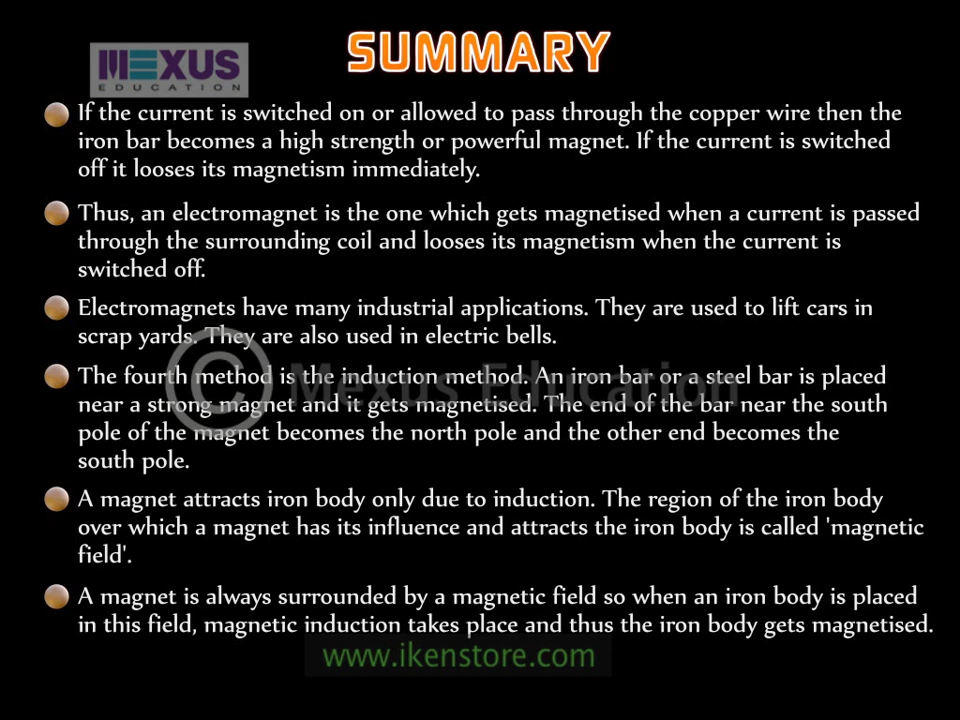 SUMMARY
MEXUS
EDUCATION
If the current is switched on or allowed to pass through the copper wire then the
iron bar becomes a high strength or powerful magnet. If the current is switched
off it looses its magnetism immediately.
Thus, an electromagnet is the one which gets magnetised when a current is passed
through the surrounding coil and looses its magnetism when the current is
switched off.
Electromagnets have many industrial applications. They are used to lift cars in
scrap yards. They are also used in electric bells.
© Mexus Education
The fourth method is the induction method. An iron bar or a steel bar is placed
near a strong magnet and it gets magnetised. The end of the bar near the south
pole of the magnet becomes the north pole and the other end becomes the
south pole.
A magnet attracts iron body only due to induction. The region of the iron body
over which a magnet has its influence and attracts the iron body is called 'magnetic
field'.
A magnet is always surrounded by a magnetic field so when an iron body is placed
in this field, magnetic induction takes place and thus the iron body gets magnetised.
www.ikenstore.com